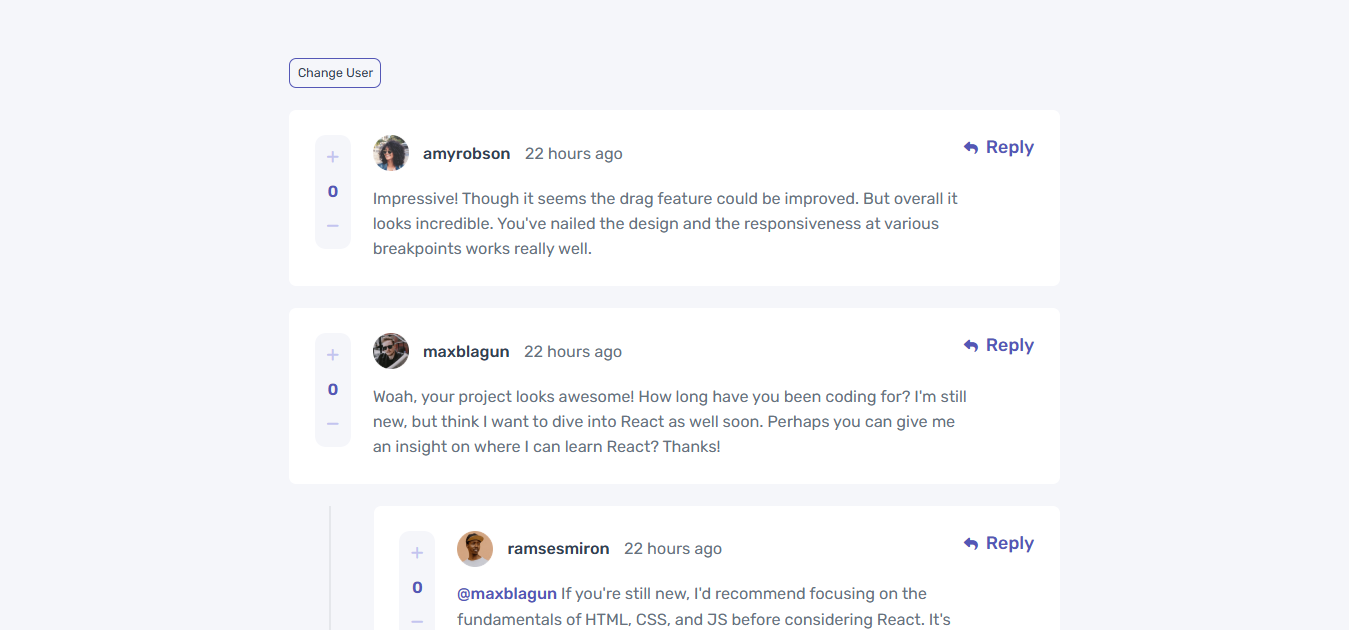 Change User
+
0
−
amyrobson 22 hours ago
Reply
Impressive! Though it seems the drag feature could be improved. But overall it
looks incredible. You've nailed the design and the responsiveness at various
breakpoints works really well.
+
0
−
maxblagun 22 hours ago
Reply
Woah, your project looks awesome! How long have you been coding for? I'm still
new, but think I want to dive into React as well soon. Perhaps you can give me
an insight on where I can learn React? Thanks!
+
0
−
ramsesmiron 22 hours ago
Reply
@maxblagun If you're still new, I'd recommend focusing on the
fundamentals of HTML, CSS, and JS before considering React. It's